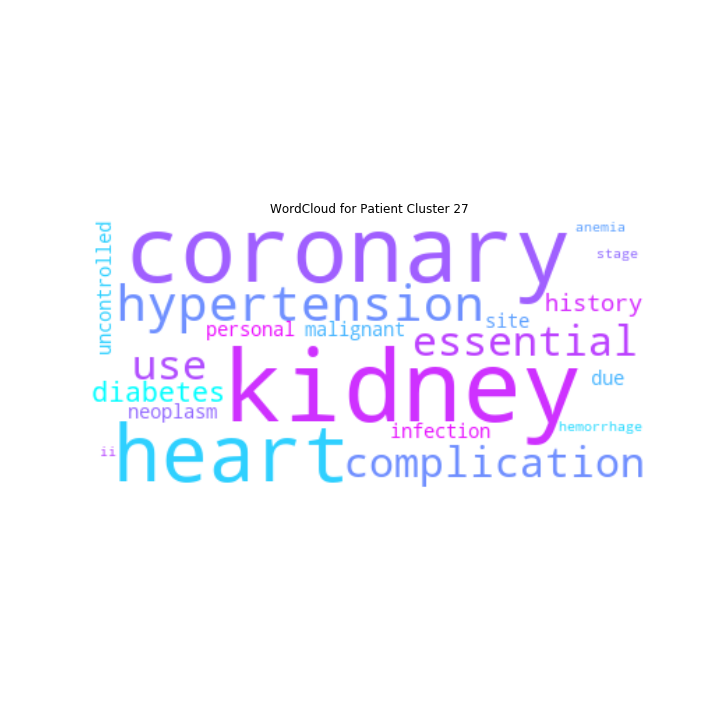 WordCloud for Patient Cluster 27
coronary
anemia
uncontrolled
stage
hypertension
history
site
personal
malignant
essential
use
kidney
due
diabetes
neoplasm
infection
hemorrhage
heart
ii
complication